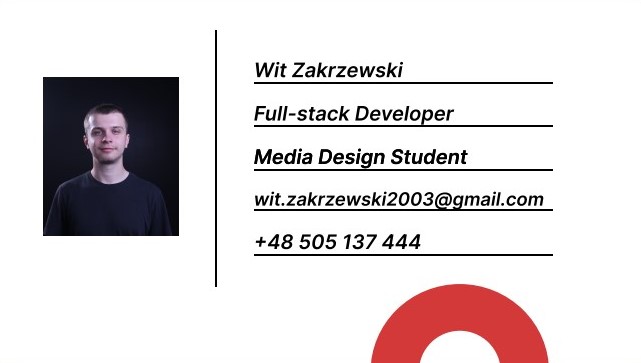 Wit Zakrzewski
Full-stack Developer
Media Design Student
wit.zakrzewski2003@gmail.com
+48 505 137 444